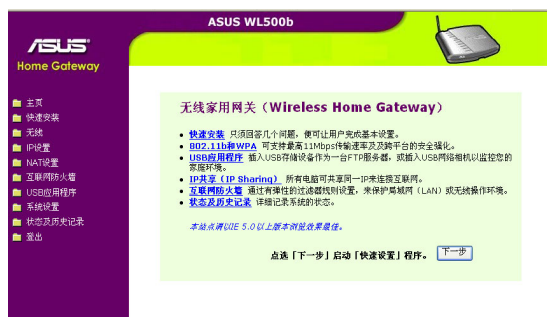 ASUS WL500b
ASUS
Home Gateway
主页
快速安装
无线
IP设置
NAT设置
互联网防火墙
USB应用程序
系统设置
状态及历史记录
登出
无线家用网关（Wireless Home Gateway）
快速安装 只须回答几个问题，便可让用户完成基本设置。
802.11b和WPA 可支持最高11Mbps传输速率及及跨平台的安全强化。
USB应用程序 插入USB存储设备作为一台FTP服务器，或插入USB网络相机以监控您的
家庭环境。
IP共享（IP Sharing） 所有电脑可共享同一IP来连接互联网。
互联网防火墙 通过有弹性的过滤器规则设置，来保护局域网（LAN）或无线操作环境。
状态及历史记录 详细记录系统的状态。
本站点请以IE 5.0以上版本浏览效果最佳。
点选「下一步」启动「快速设置」程序。 下一步